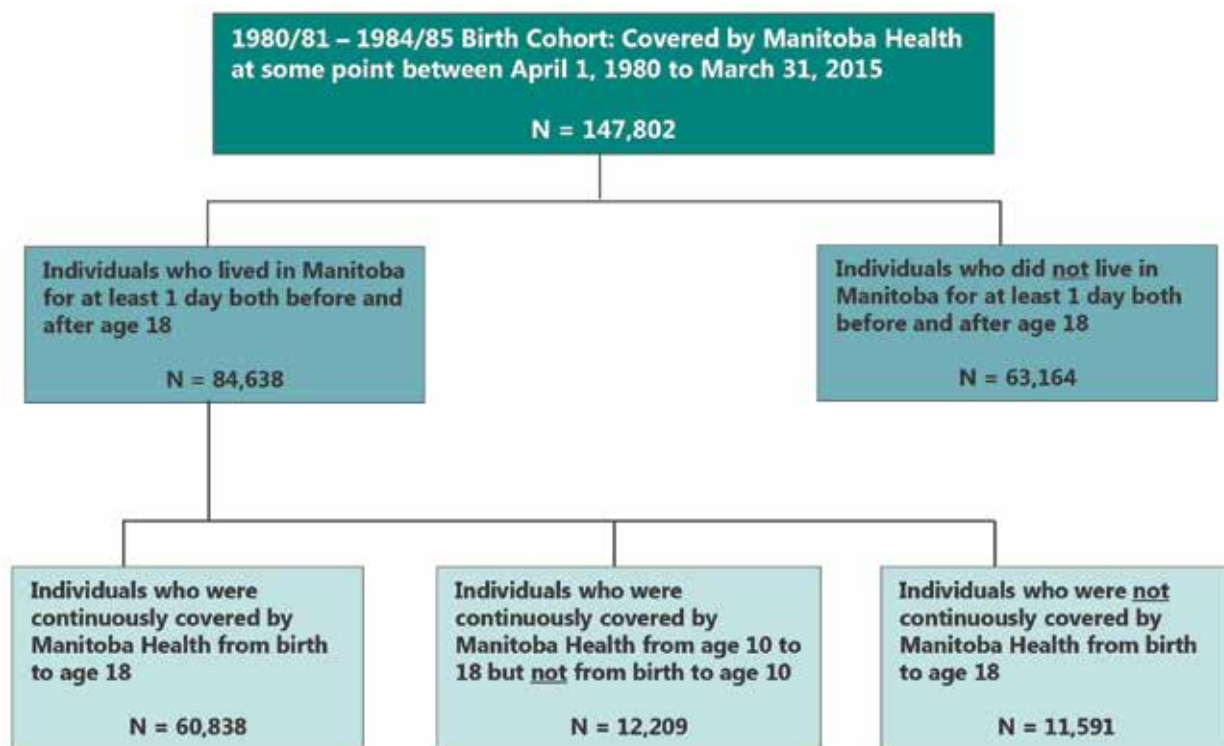 1980/81 – 1984/85 Birth Cohort: Covered by Manitoba Health
at some point between April 1, 1980 to March 31, 2015
N = 147,802
Individuals who lived in Manitoba
for at least 1 day both before and
after age 18
N = 84,638
Individuals who did not live in
Manitoba for at least 1 day both
before and after age 18
N = 63,164
Individuals who were
continuously covered by
Manitoba Health from birth
to age 18
N = 60,838
Individuals who were
continuously covered by
Manitoba Health from age 10 to
18 but not from birth to age 10
N = 12,209
Individuals who were not
continuously covered by
Manitoba Health from birth
to age 18
N = 11,591